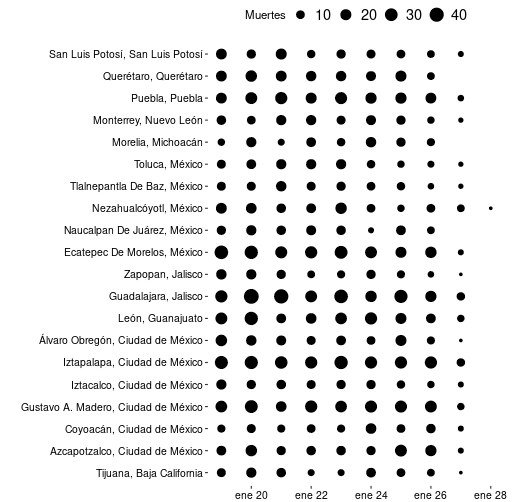 Muertes 10 20 30 40
San Luis Potosí, San Luis Potosí
Querétaro, Querétaro
Puebla, Puebla
Monterrey, Nuevo León
Morelia, Michoacán
Toluca, México
Tlalnepantla De Baz, México
Nezahualcóyotl, México
Naucalpan De Juárez, México
Ecatepec De Morelos, México
Zapopan, Jalisco
Guadalajara, Jalisco
León, Guanajuato
Álvaro Obregón, Ciudad de México
Iztapalapa, Ciudad de México
Iztacalco, Ciudad de México
Gustavo A. Madero, Ciudad de México
Coyoacán, Ciudad de México
Azcapotzalco, Ciudad de México
Tijuana, Baja California
ene 20 ene 22 ene 24 ene 26 ene 28